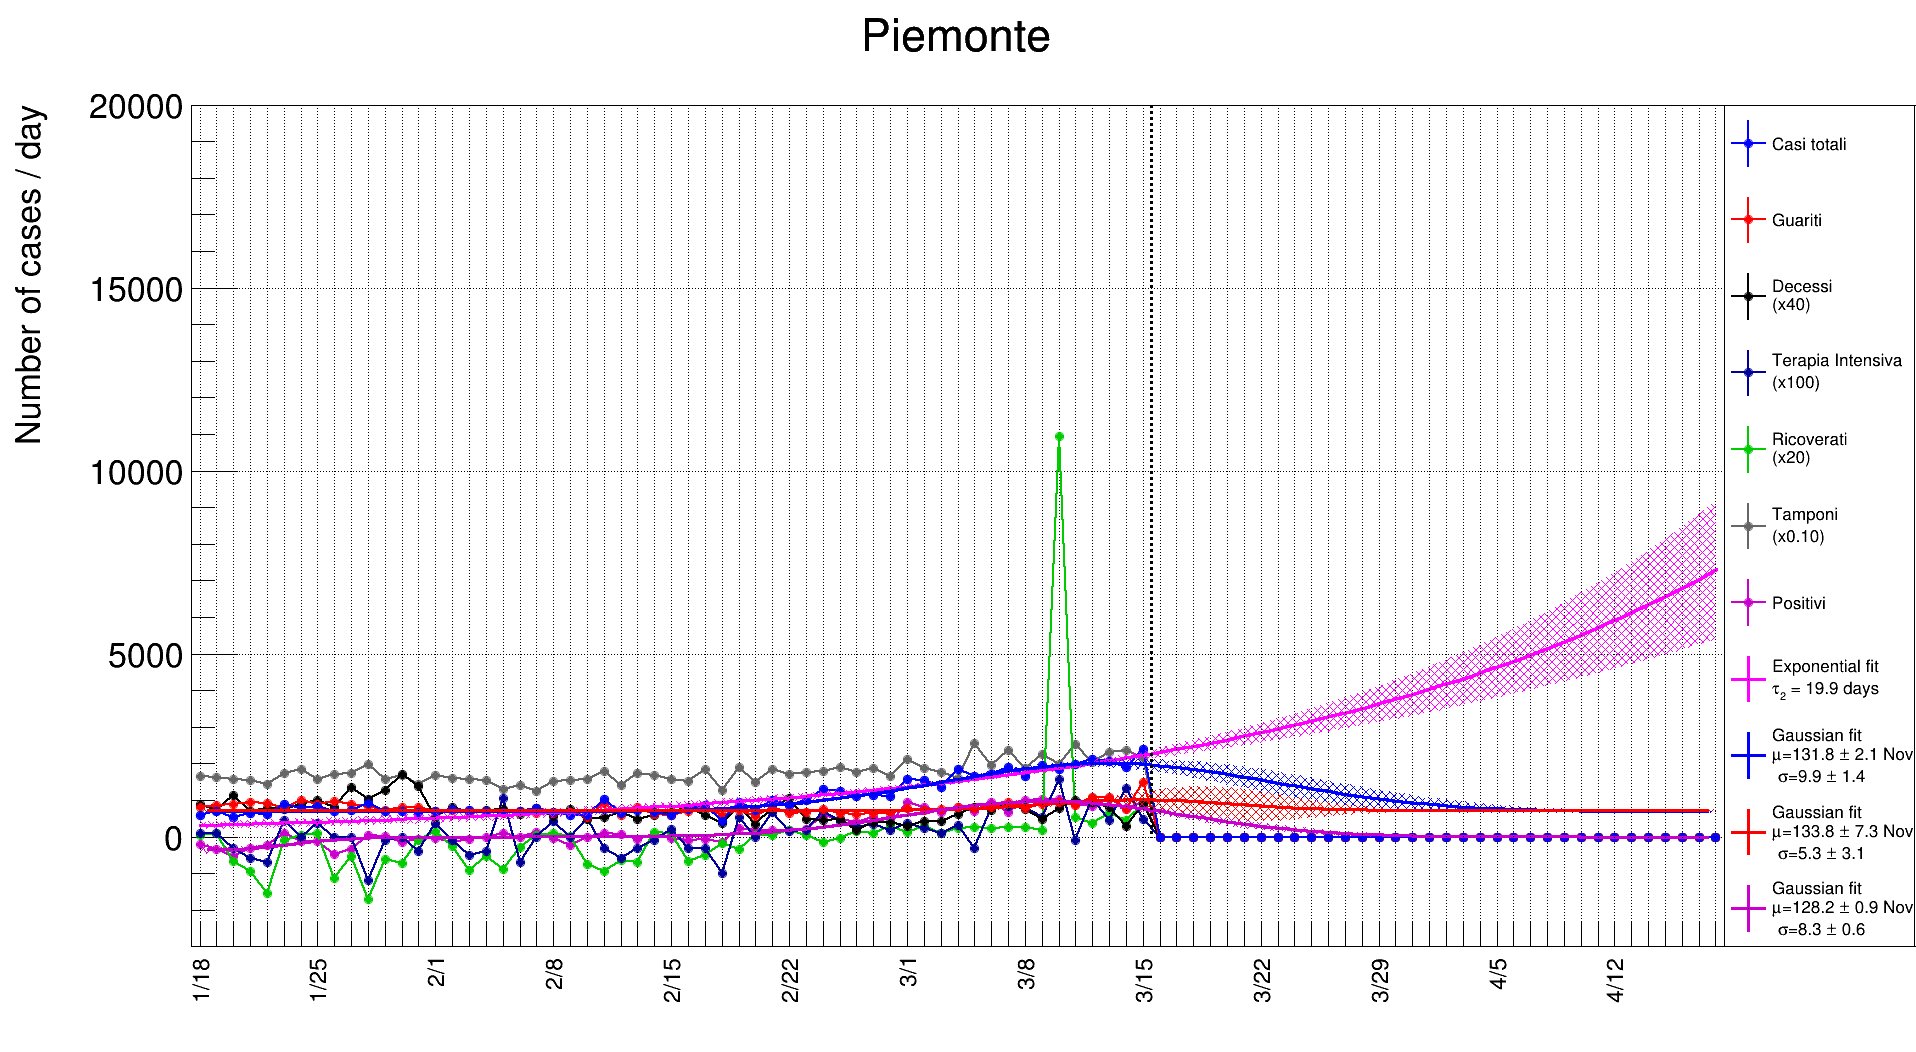 Piemonte
Number of cases / day
20000
15000
10000
5000
0
1/18
1/25
2/1
2/8
2/15
2/22
3/1
3/8
3/15
3/22
3/29
4/5
4/12
Casi totali
Guariti
Decessi
(x40)
Terapia Intensiva
(x100)
Ricoverati
(x20)
Tamponi
(x0.10)
Positivi
Exponential fit
τ2 = 19.9 days
Gaussian fit
μ=131.8 ± 2.1 Nov
σ=9.9 ± 1.4
Gaussian fit
μ=133.8 ± 7.3 Nov
σ=5.3 ± 3.1
Gaussian fit
μ=128.2 ± 0.9 Nov
σ=8.3 ± 0.6